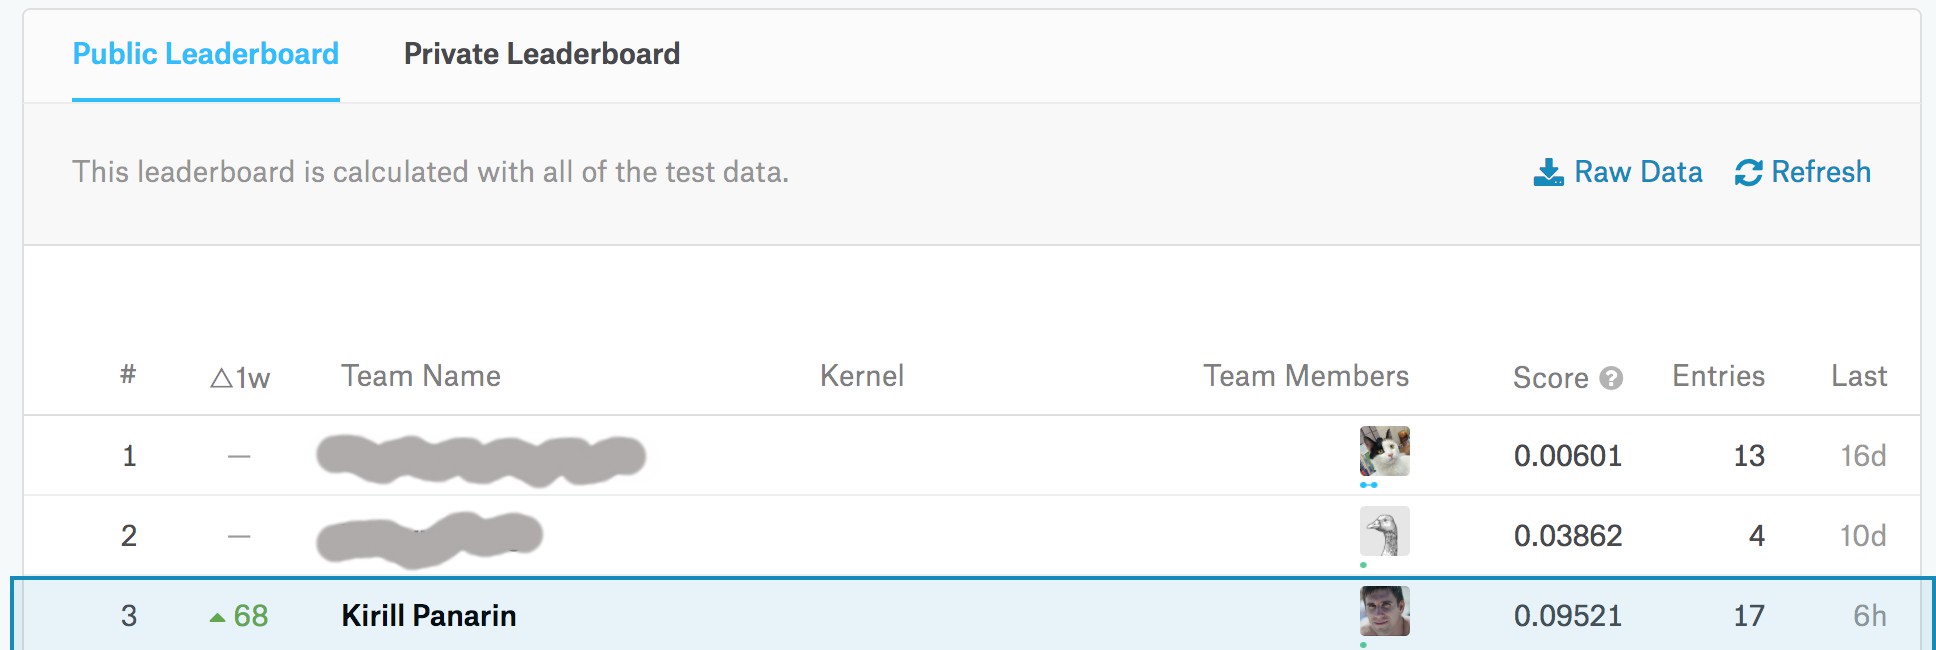 Public Leaderboard Private Leaderboard
This leaderboard is calculated with all of the test data. Raw Data Refresh
# △1w Team Name Kernel Team Members Score ? Entries Last
1 — 0.00601 13 16d
2 — 0.03862 4 10d
3 ▲ 68 Kirill Panarin 0.09521 17 6h